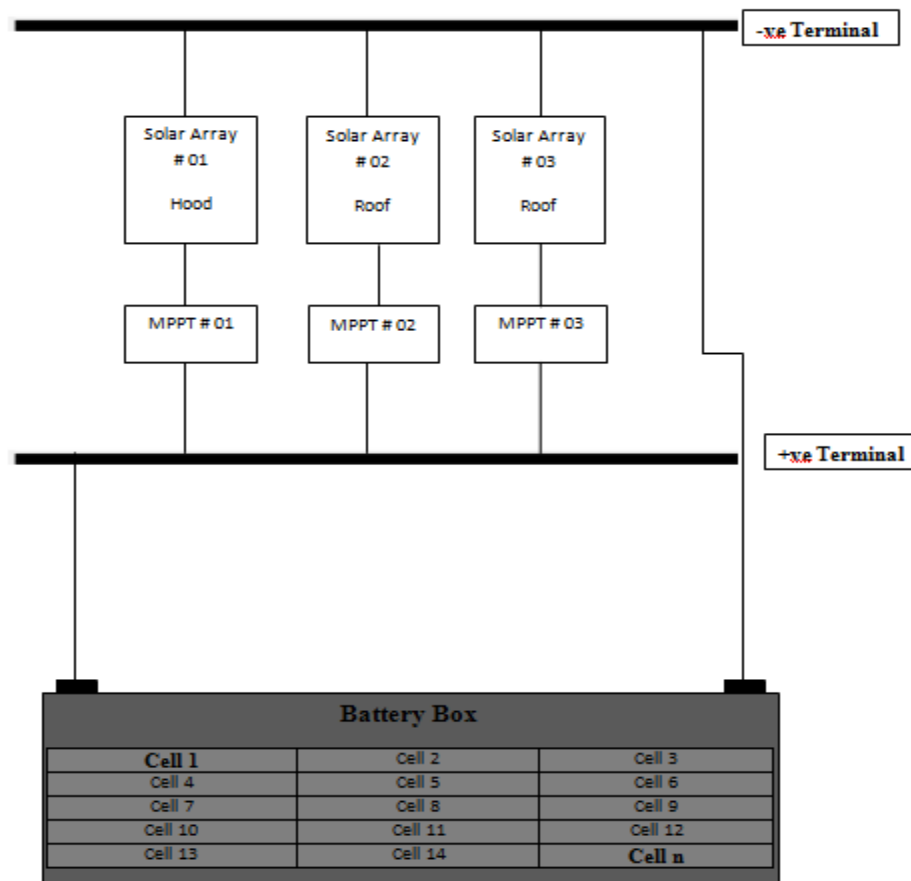 -ve Terminal
Solar Array
# 01
Hood
Solar Array
# 02
Roof
Solar Array
# 03
Roof
MPPT # 01
MPPT # 02
MPPT # 03
+ve Terminal
Battery Box
Cell 1
Cell 2
Cell 3
Cell 4
Cell 5
Cell 6
Cell 7
Cell 8
Cell 9
Cell 10
Cell 11
Cell 12
Cell 13
Cell 14
Cell n